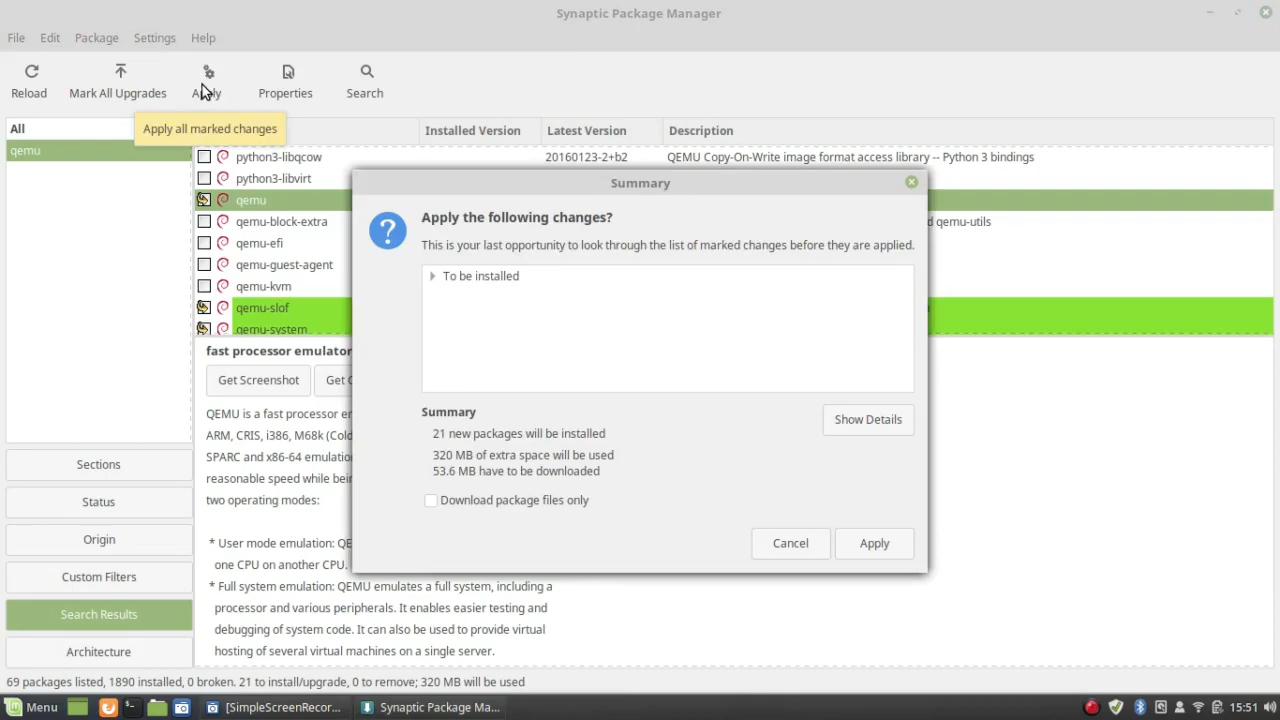 Synaptic Package Manager
File Edit Package Settings Help
Reload Mark All Upgrades Apply Properties Search
Apply all marked changes
All
qemu
Installed Version Latest Version Description
python3-libqcow 20160123-2+b2 QEMU Copy-On-Write image format access library -- Python 3 bindings
python3-libvirt
qemu
qemu-block-extra d qemu-utils
qemu-efi
qemu-guest-agent
qemu-kvm
qemu-slof
qemu-system
Summary
Apply the following changes?
This is your last opportunity to look through the list of marked changes before they are applied.
To be installed
Summary
Show Details
21 new packages will be installed
320 MB of extra space will be used
53.6 MB have to be downloaded
Download package files only
Cancel Apply
fast processor emulator
Get Screenshot Get C
QEMU is a fast processor e
ARM, CRIS, i386, M68k (Cold
SPARC and x86-64 emulatio
reasonable speed while bei
two operating modes:
* User mode emulation: QE
one CPU on another CPU.
* Full system emulation: QEMU emulates a full system, including a
processor and various peripherals. It enables easier testing and
debugging of system code. It can also be used to provide virtual
hosting of several virtual machines on a single server.
Sections
Status
Origin
Custom Filters
Search Results
Architecture
69 packages listed, 1890 installed, 0 broken. 21 to install/upgrade, 0 to remove; 320 MB will be used
Menu [SimpleScreenRecor... Synaptic Package Ma... 15:51